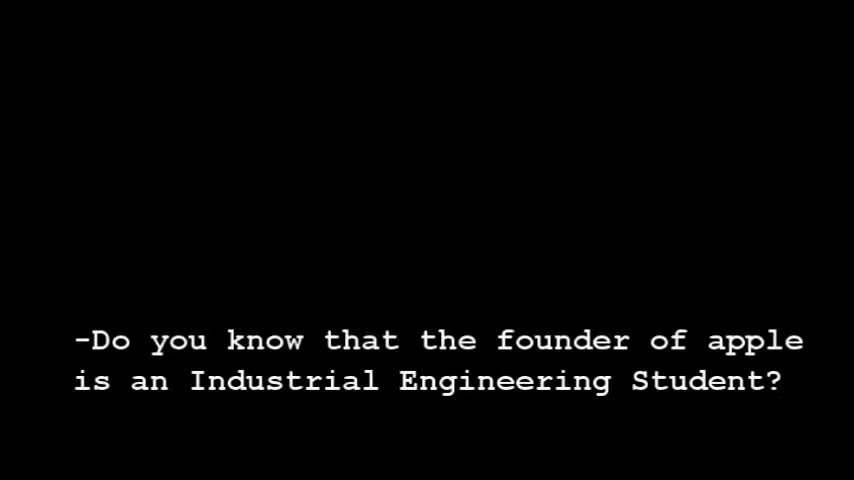 -Do you know that the founder of apple
is an Industrial Engineering Student?